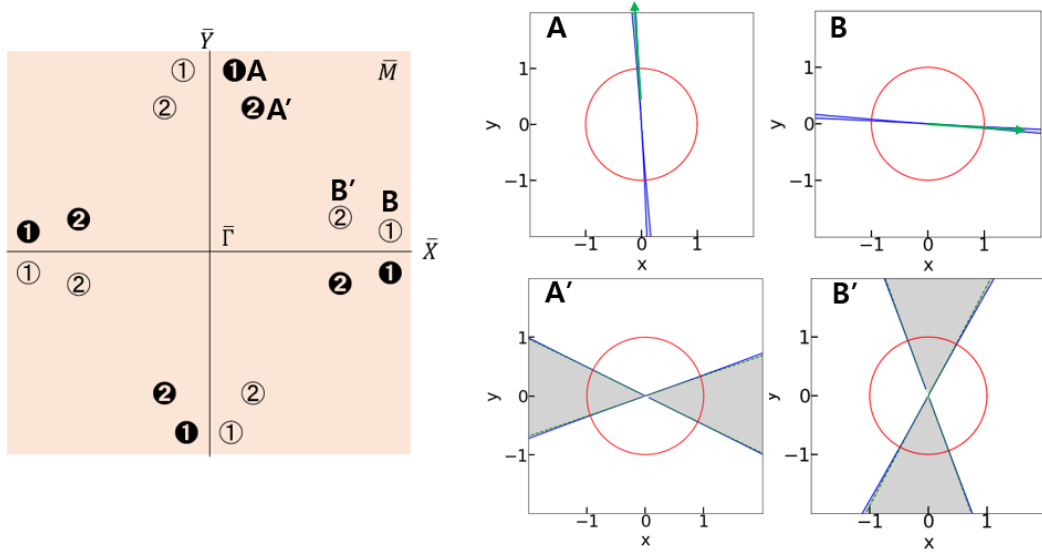 Ȳ
① ❶ A M̄
② ❷ A′
B′ B
② ①
❶ ❷ Γ̄
X̄
① ② ❷ ❶
❷ ②
❶ ①
A
1
0
−1
y
−1 0 1
x
B
1
0
−1
y
−1 0 1
x
A′
1
0
−1
y
−1 0 1
x
B′
1
0
−1
y
−1 0 1
x